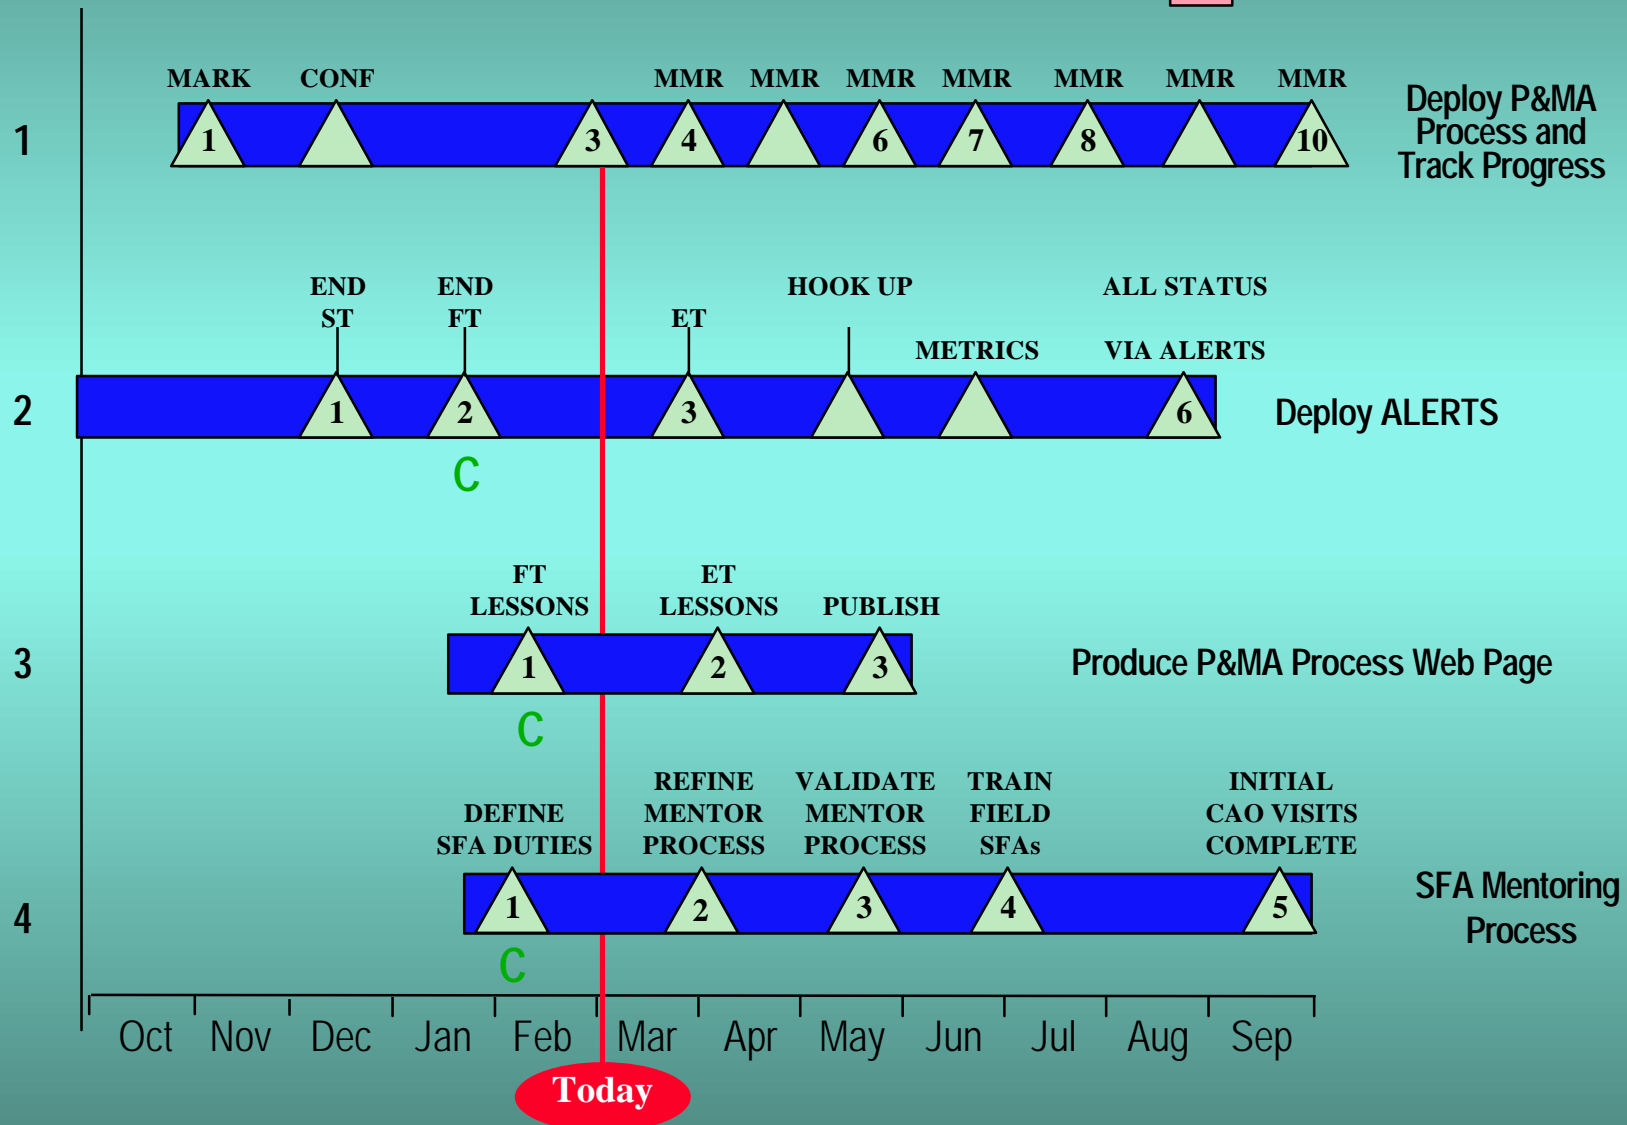 MARK CONF MMR MMR MMR MMR MMR MMR MMR
1 1 3 4 6 7 8 10
Deploy P&MA
Process and
Track Progress
END END HOOK UP ALL STATUS
ST FT ET
METRICS VIA ALERTS
2 1 2 3 6 Deploy ALERTS
C
FT ET
LESSONS LESSONS PUBLISH
3 1 2 3 Produce P&MA Process Web Page
C
REFINE VALIDATE TRAIN INITIAL
DEFINE MENTOR MENTOR FIELD CAO VISITS
SFA DUTIES PROCESS PROCESS SFAs COMPLETE
4 1 2 3 4 5
SFA Mentoring
Process
C
Oct Nov Dec Jan Feb Mar Apr May Jun Jul Aug Sep
Today